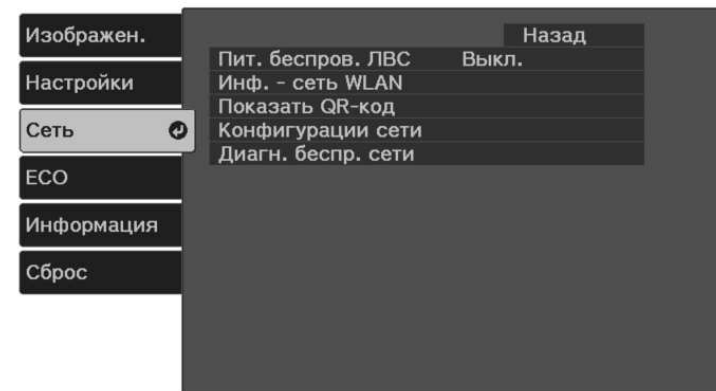 Изображен.
Настройки
Сеть
ECO
Информация
Сброс
Назад
Пит. беспров. ЛВС Выкл.
Инф. - сеть WLAN
Показать QR-код
Конфигурации сети
Диагн. беспр. сети